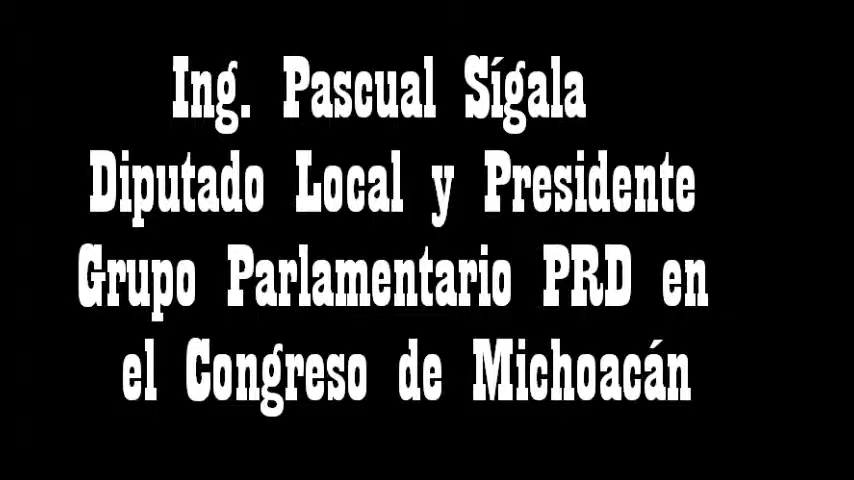 Ing. Pascual Sígala
Diputado Local y Presidente
Grupo Parlamentario PRD en
el Congreso de Michoacán